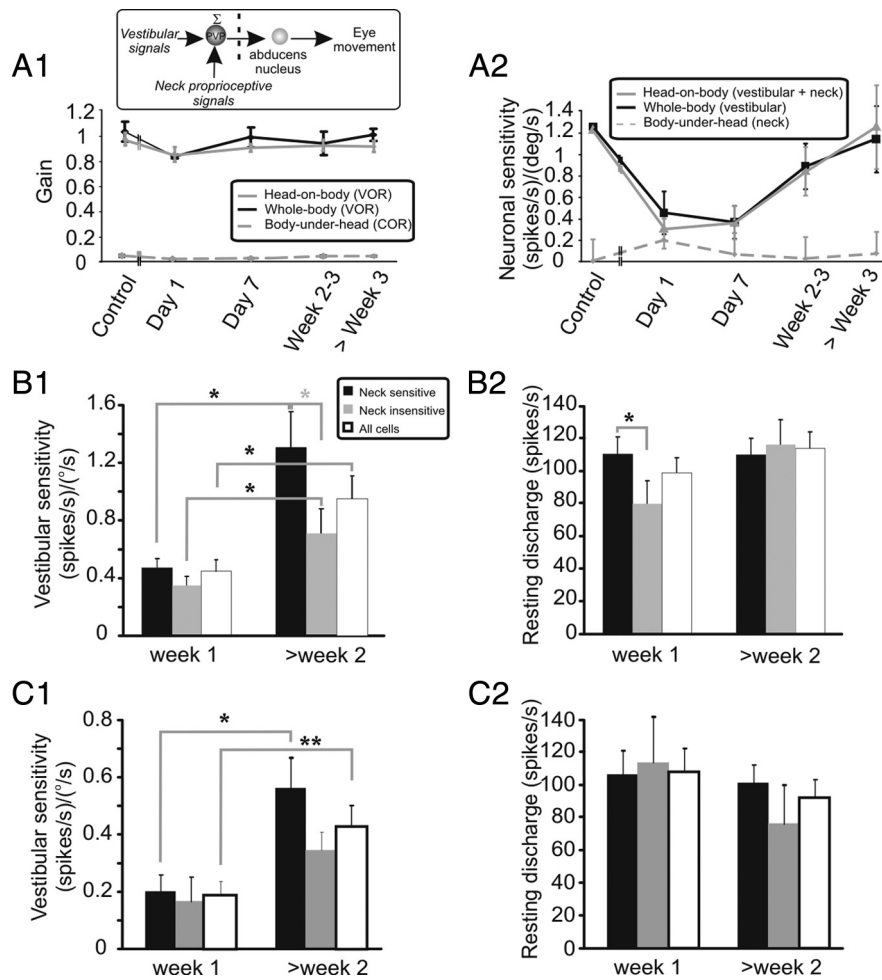 A1
Vestibular signals
Σ
PVP
abducens nucleus
Eye movement
Neck proprioceptive signals
Gain
1.2
1
0.8
0.6
0.4
0.2
0
Head-on-body (VOR)
Whole-body (VOR)
Body-under-head (COR)
Control
Day 1
Day 7
Week 2-3
> Week 3
A2
Head-on-body (vestibular + neck)
Whole-body (vestibular)
Body-under-head (neck)
Neuronal sensitivity
(spikes/s)/(deg/s)
1.4
1.2
1
0.8
0.6
0.4
0.2
0
Control
Day 1
Day 7
Week 2-3
> Week 3
B1
Vestibular sensitivity
(spikes/s)/(°/s)
1.6
1.2
0.8
0.4
0
*
*
*
*
Neck sensitive
Neck insensitive
All cells
week 1
>week 2
B2
Resting discharge (spikes/s)
140
120
100
80
60
40
20
0
*
week 1
>week 2
C1
Vestibular sensitivity
(spikes/s)/(°/s)
0.8
0.6
0.4
0.2
0
*
**
week 1
>week 2
C2
Resting discharge (spikes/s)
140
120
100
80
60
40
20
0
week 1
>week 2